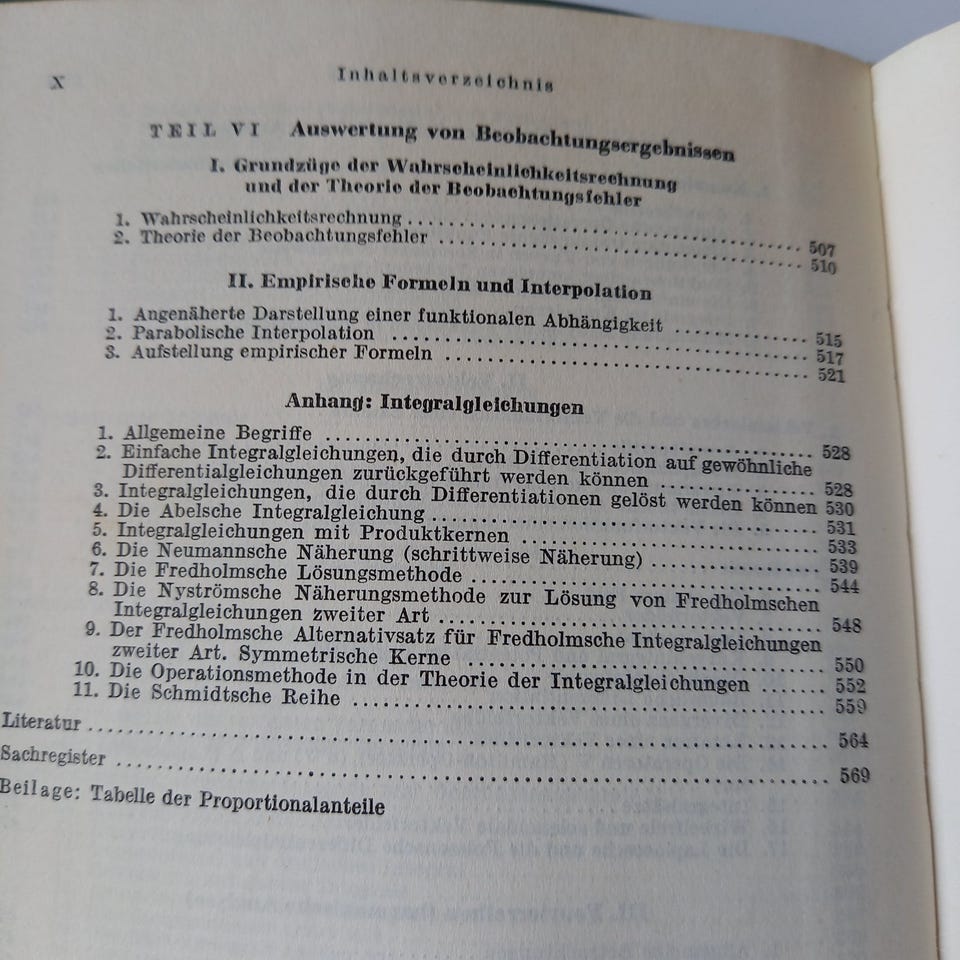 X Inhaltsverzeichnis
TEIL VI Auswertung von Beobachtungsergebnissen
I. Grundzüge der Wahrscheinlichkeitsrechnung
und der Theorie der Beobachtungsfehler
1. Wahrscheinlichkeitsrechnung ........ 507
2. Theorie der Beobachtungsfehler ........ 510
II. Empirische Formeln und Interpolation
1. Angenäherte Darstellung einer funktionalen Abhängigkeit ........ 515
2. Parabolische Interpolation ........ 517
3. Aufstellung empirischer Formeln ........ 521
Anhang: Integralgleichungen
1. Allgemeine Begriffe ........ 528
2. Einfache Integralgleichungen, die durch Differentiation auf gewöhnliche
Differentialgleichungen zurückgeführt werden können ........ 528
3. Integralgleichungen, die durch Differentiationen gelöst werden können 530
4. Die Abelsche Integralgleichung ........ 531
5. Integralgleichungen mit Produktkernen ........ 533
6. Die Neumannsche Näherung (schrittweise Näherung) ........ 539
7. Die Fredholmsche Lösungsmethode ........ 544
8. Die Nyströmsche Näherungsmethode zur Lösung von Fredholmschen
Integralgleichungen zweiter Art ........ 548
9. Der Fredholmsche Alternativsatz für Fredholmsche Integralgleichungen
zweiter Art. Symmetrische Kerne ........ 550
10. Die Operationsmethode in der Theorie der Integralgleichungen ....... 552
11. Die Schmidtsche Reihe ........ 559
Literatur ........ 564
Sachregister ........ 569
Beilage: Tabelle der Proportionalanteile